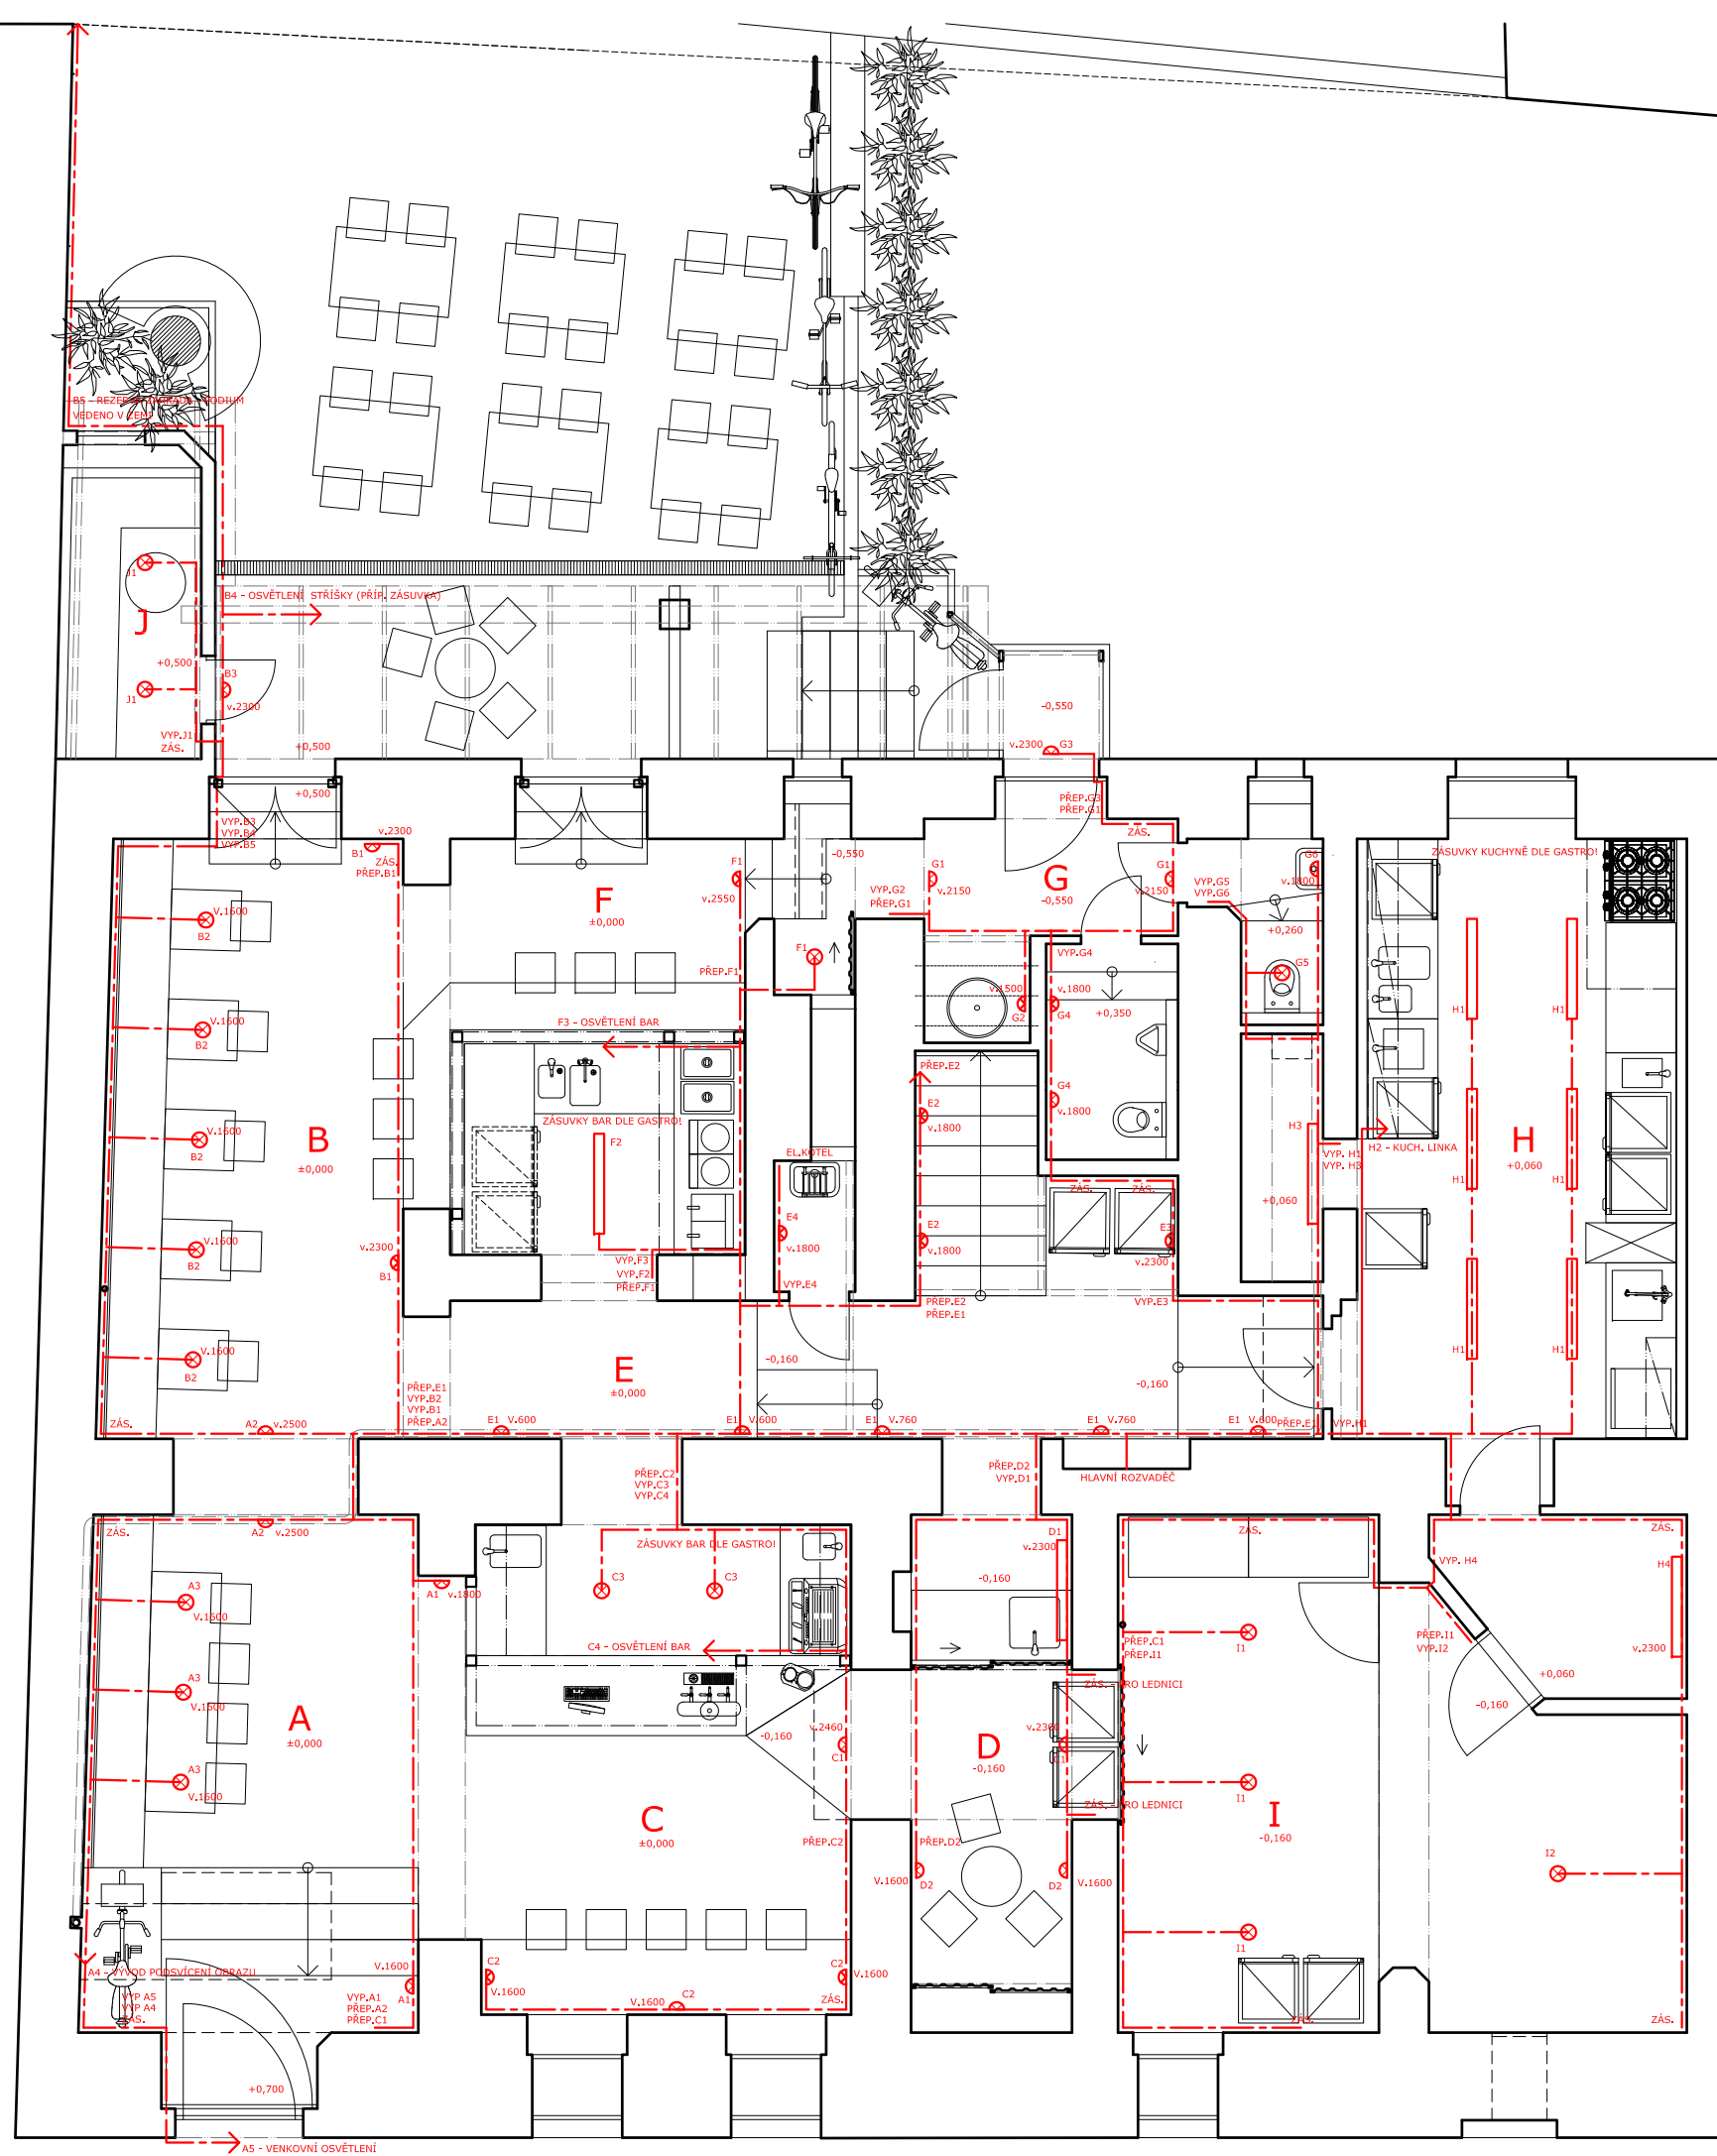 B5 - REZERVA ZAHRADA - PODIUM
VEDENO V ZEMI
J1
J
+0,500
J1
VYP.J1
ZÁS.
B4 - OSVĚTLENÍ STŘÍŠKY (PŘÍP. ZÁSUVKA)
B3
v.2300
+0,500
+0,500
-0,550
v.2300
G3
PŘEP.G3
PŘEP.G1
ZÁS.
VYP.B3
VYP.B4
VYP.B5
v.2300
B1
ZÁS.
PŘEP.B1
V.1600
B2
V.1600
B2
V.1600
B2
V.1600
B2
V.1600
B2
B
±0,000
v.2300
B1
ZÁS.
A2
v.2500
F
±0,000
F1
v.2550
-0,550
PŘEP.F1
F1
F3 - OSVĚTLENÍ BAR
ZÁSUVKY BAR DLE GASTRO!
F2
VYP.F3
VYP.F2
PŘEP.F1
EL.KOTEL
E4
v.1800
VYP.E4
VYP.G2
PŘEP.G1
G1
v.2150
G
-0,550
G1
v.2150
VYP.G4
v.1500
G2
v.1800
G4
+0,350
G4
v.1800
VYP.G5
VYP.G6
G6
v.1800
+0,260
G5
PŘEP.E2
E2
v.1800
E2
v.1800
PŘEP.E2
PŘEP.E1
ZÁS.
ZÁS.
E3
v.2300
VYP.E3
H3
+0,060
VYP. H1
VYP. H3
H2 - KUCH. LINKA
ZÁSUVKY KUCHYNĚ DLE GASTRO!
H1
H1
H1
H1
H1
H1
H
+0,060
E
±0,000
-0,160
-0,160
PŘEP.E1
VYP.B2
VYP.B1
PŘEP.A2
E1 V.600
E1 V.600
E1 V.760
E1 V.760
E1 V.600
PŘEP.E1
VYP.H1
PŘEP.C2
VYP.C3
VYP.C4
PŘEP.D2
VYP.D1
HLAVNÍ ROZVADĚČ
ZÁS.
A2
v.2500
A3
V.1600
A3
V.1600
A3
V.1600
A
±0,000
A1
v.1800
ZÁSUVKY BAR DLE GASTRO!
C3
C3
C4 - OSVĚTLENÍ BAR
-0,160
v.2460
C1
C
±0,000
PŘEP.C2
D1
v.2300
-0,160
ZÁS. - PRO LEDNICI
v.2300
C1
D
-0,160
ZÁS. - PRO LEDNICI
PŘEP.D2
V.1600
D2
D2
V.1600
ZÁS.
PŘEP.C1
PŘEP.I1
I1
I1
I1
I
-0,160
ZÁS.
VYP. H4
ZÁS.
H4
v.2300
PŘEP.I1
VYP.I2
+0,060
-0,160
I2
ZÁS.
A4 - VÝVOD PODSVÍCENÍ OBRAZU
VYP A5
VYP A4
ZÁS.
V.1600
A1
VYP.A1
PŘEP.A2
PŘEP.C1
C2
V.1600
V.1600
C2
C2
V.1600
ZÁS.
+0,700
A5 - VENKOVNÍ OSVĚTLENÍ